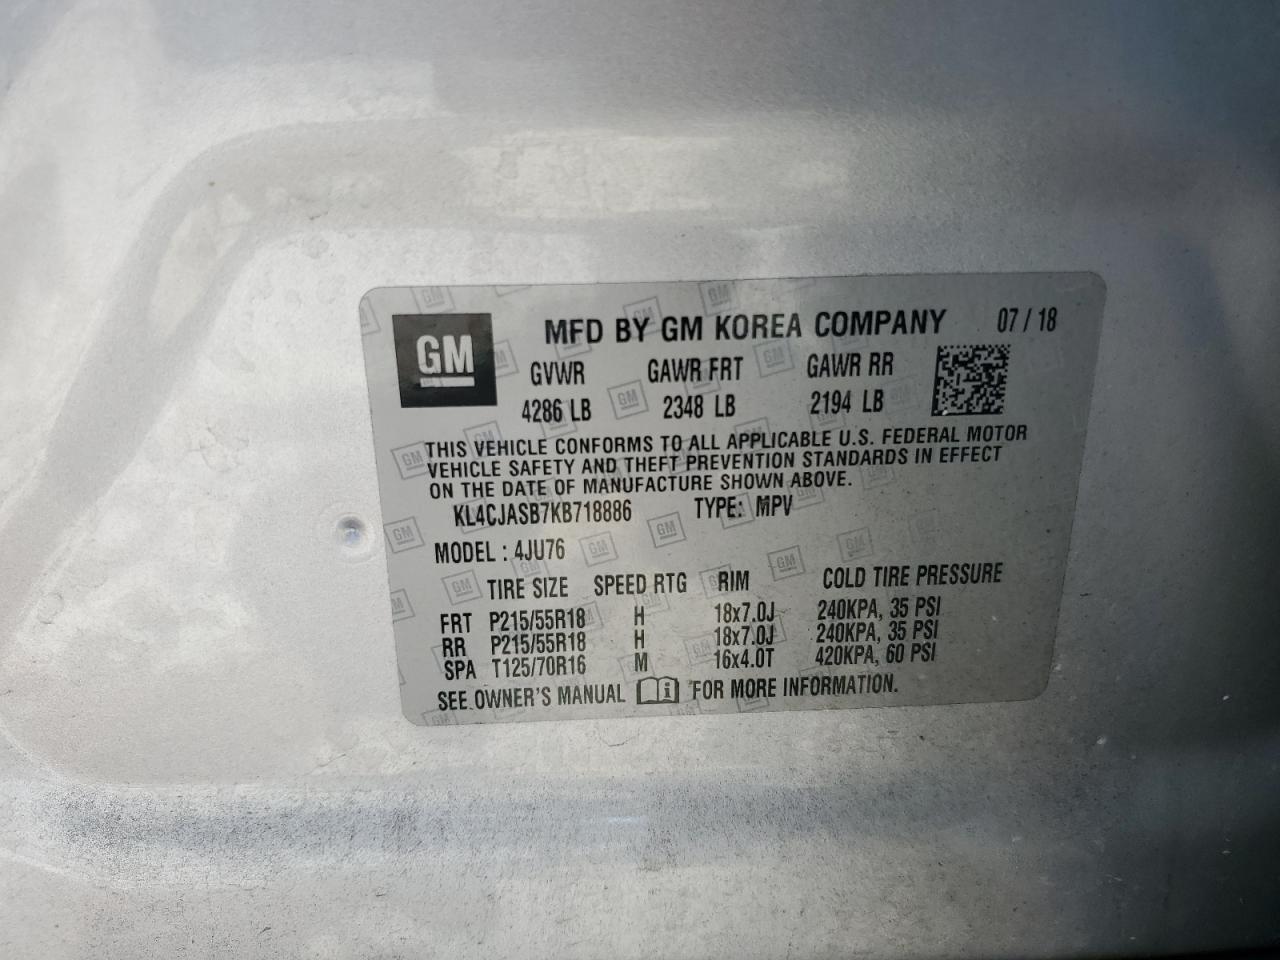 GM MFD BY GM KOREA COMPANY 07 / 18
GVWR GAWR FRT GAWR RR
4286 LB 2348 LB 2194 LB
THIS VEHICLE CONFORMS TO ALL APPLICABLE U.S. FEDERAL MOTOR
VEHICLE SAFETY AND THEFT PREVENTION STANDARDS IN EFFECT
ON THE DATE OF MANUFACTURE SHOWN ABOVE.
KL4CJASB7KB718886 TYPE: MPV
MODEL : 4JU76
TIRE SIZE SPEED RTG RIM COLD TIRE PRESSURE
FRT P215/55R18 H 18x7.0J 240KPA, 35 PSI
RR P215/55R18 H 18x7.0J 240KPA, 35 PSI
SPA T125/70R16 M 16x4.0T 420KPA, 60 PSI
SEE OWNER'S MANUAL FOR MORE INFORMATION.